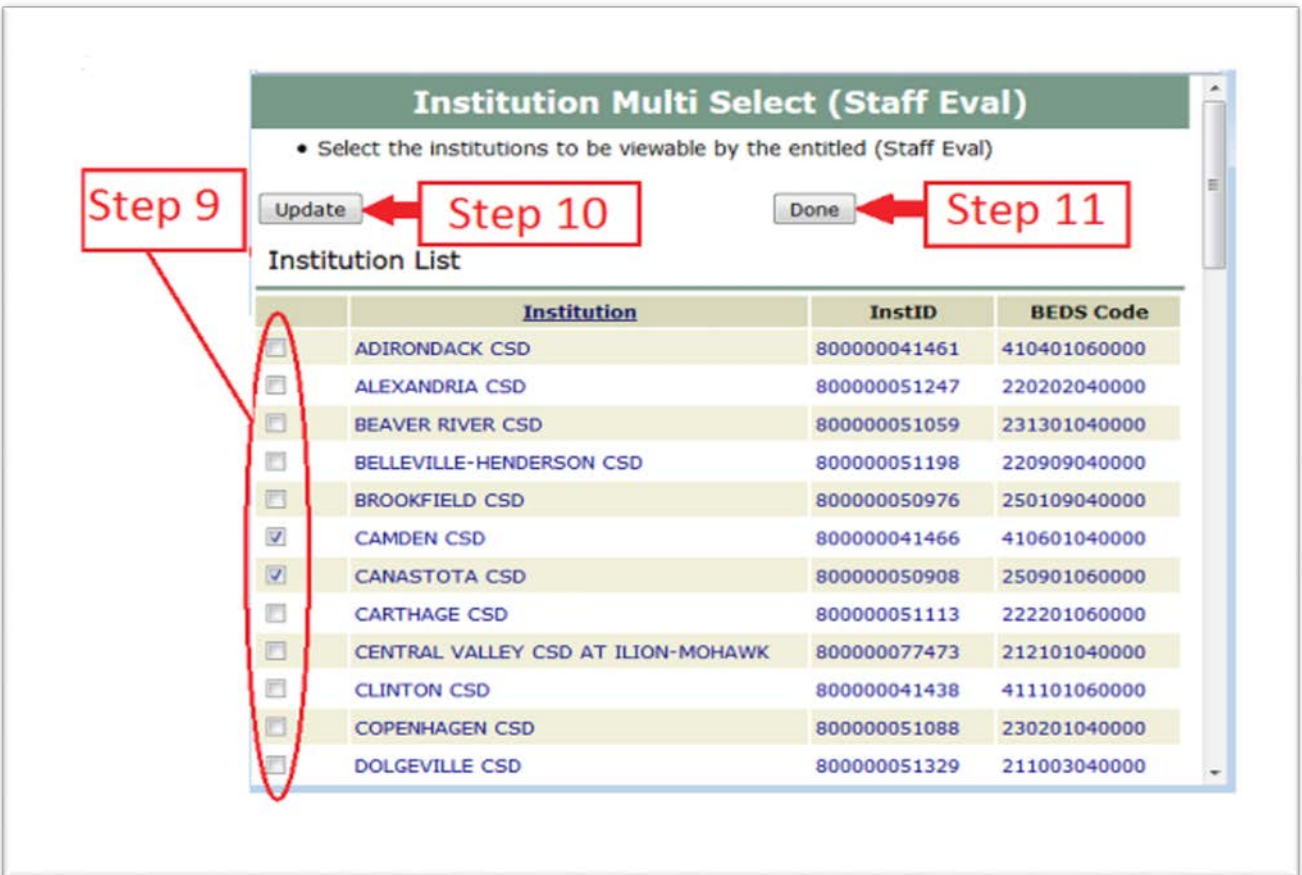 Institution Multi Select (Staff Eval)
• Select the institutions to be viewable by the entitled (Staff Eval)
Step 9
Update Step 10 Done Step 11
Institution List
Institution InstID BEDS Code
ADIRONDACK CSD 800000041461 410401060000
ALEXANDRIA CSD 800000051247 220202040000
BEAVER RIVER CSD 800000051059 231301040000
BELLEVILLE-HENDERSON CSD 800000051198 220909040000
BROOKFIELD CSD 800000050976 250109040000
CAMDEN CSD 800000041466 410601040000
CANASTOTA CSD 800000050908 250901060000
CARTHAGE CSD 800000051113 222201060000
CENTRAL VALLEY CSD AT ILION-MOHAWK 800000077473 212101040000
CLINTON CSD 800000041438 411101060000
COPENHAGEN CSD 800000051088 230201040000
DOLGEVILLE CSD 800000051329 211003040000